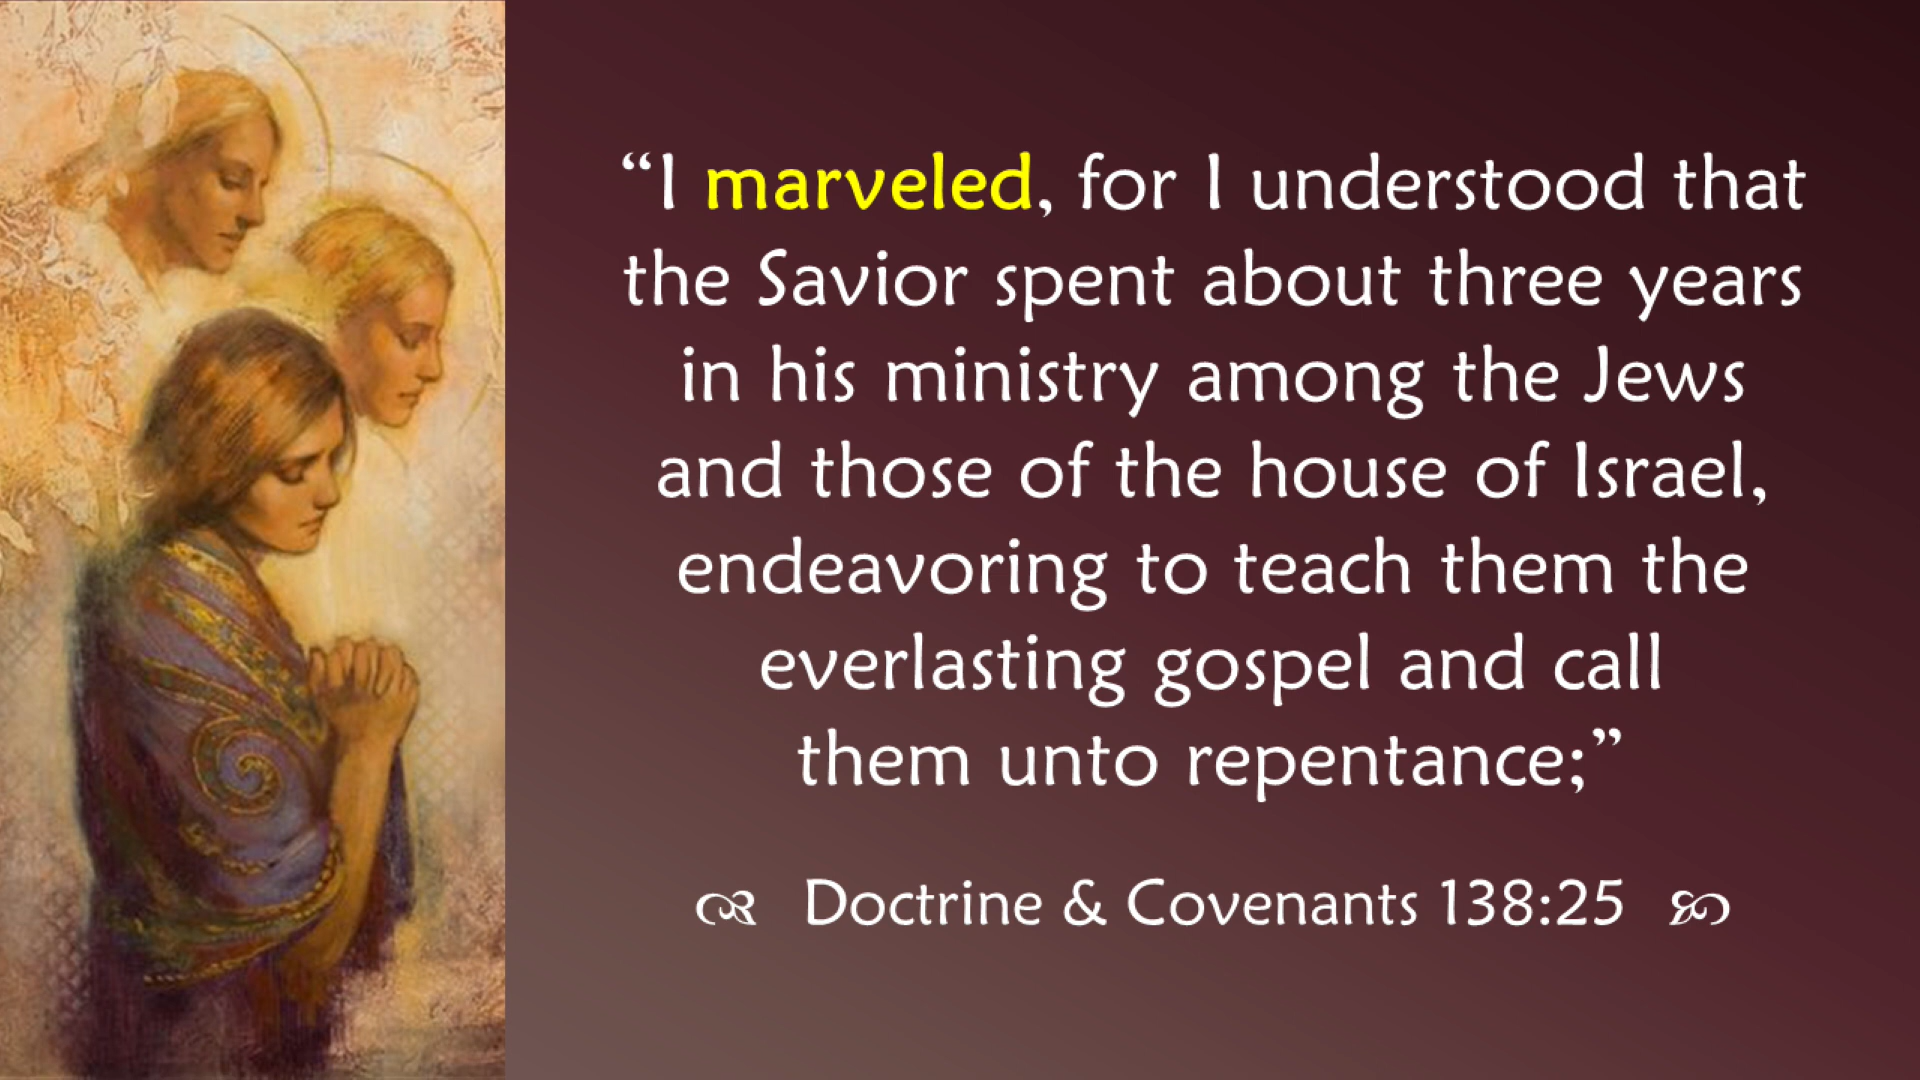 “I marveled, for I understood that
the Savior spent about three years
in his ministry among the Jews
and those of the house of Israel,
endeavoring to teach them the
everlasting gospel and call
them unto repentance;”
Doctrine & Covenants 138:25